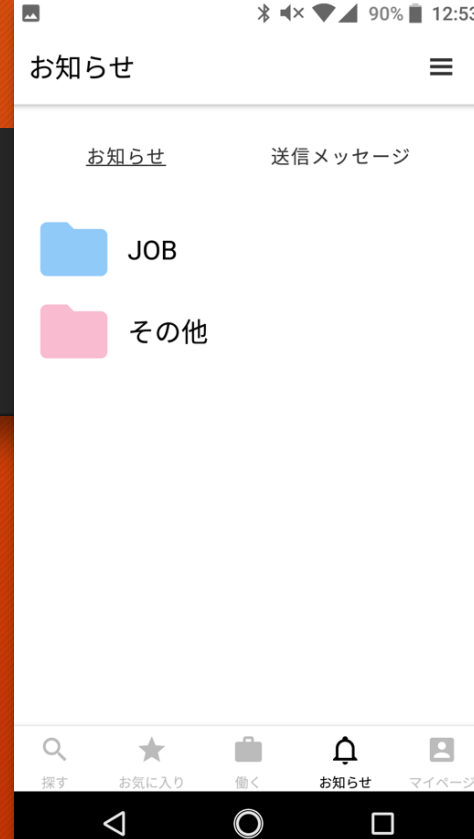 90% 12:53
お知らせ
お知らせ 送信メッセージ
JOB
その他
探す お気に入り 働く お知らせ マイページ